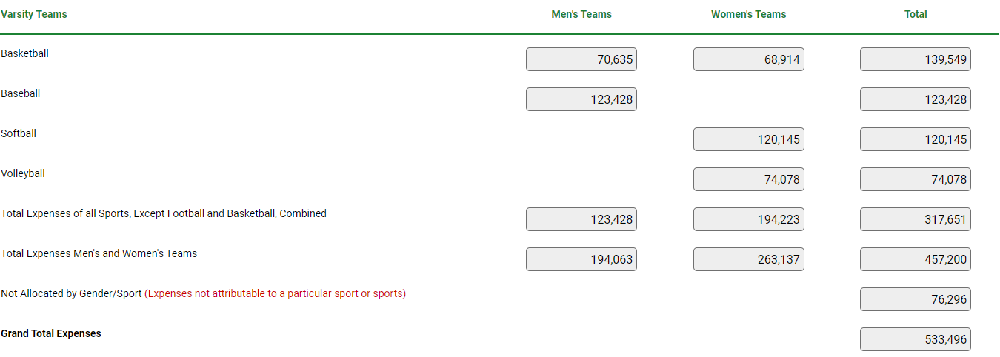 Varsity Teams Men's Teams Women's Teams Total
Basketball 70,635 68,914 139,549
Baseball 123,428 123,428
Softball 120,145 120,145
Volleyball 74,078 74,078
Total Expenses of all Sports, Except Football and Basketball, Combined 123,428 194,223 317,651
Total Expenses Men's and Women's Teams 194,063 263,137 457,200
Not Allocated by Gender/Sport (Expenses not attributable to a particular sport or sports) 76,296
Grand Total Expenses 533,496